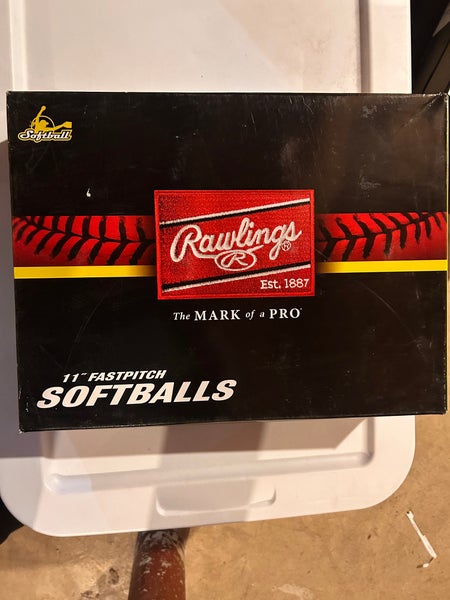 Softball
Rawlings®
R
Est. 1887
The MARK of a PRO
11" FASTPITCH
SOFTBALLS